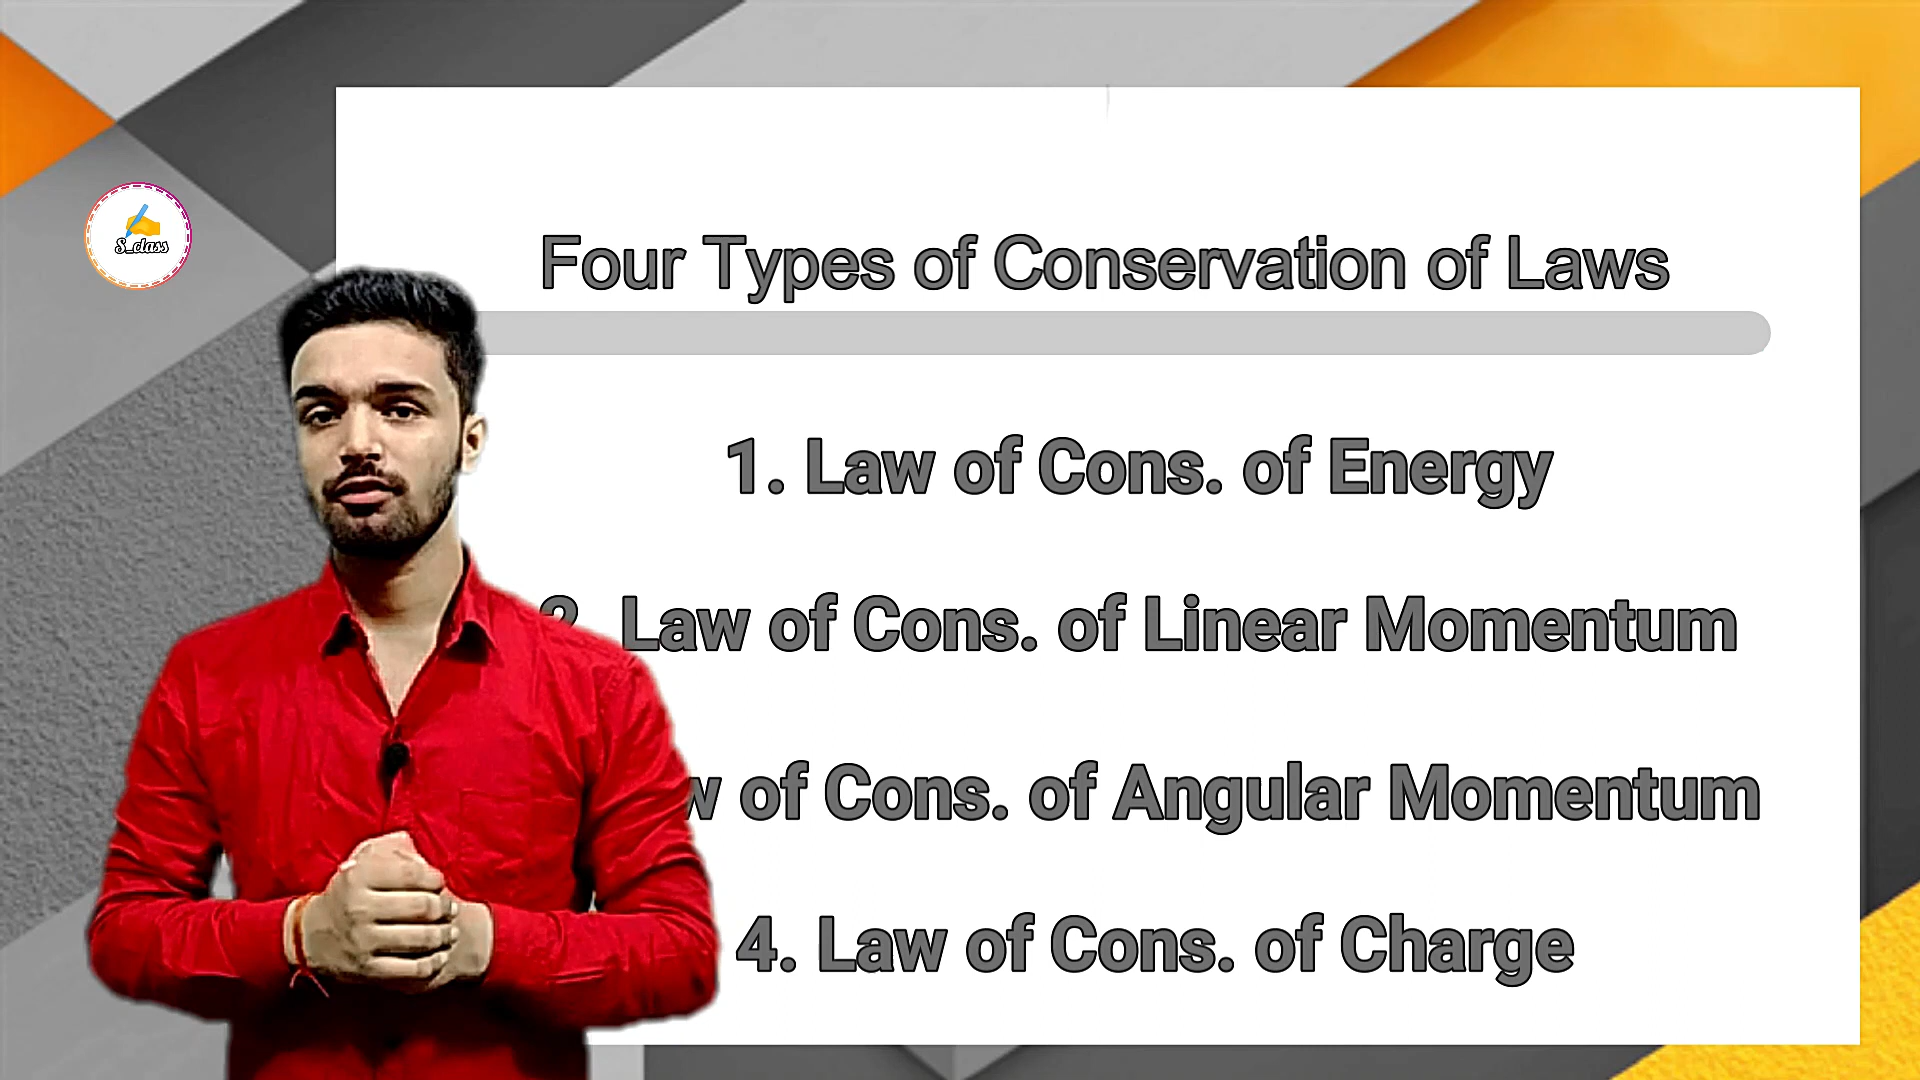 S_class
Four Types of Conservation of Laws
1. Law of Cons. of Energy
2. Law of Cons. of Linear Momentum
of Cons. of Angular Momentum
4. Law of Cons. of Charge